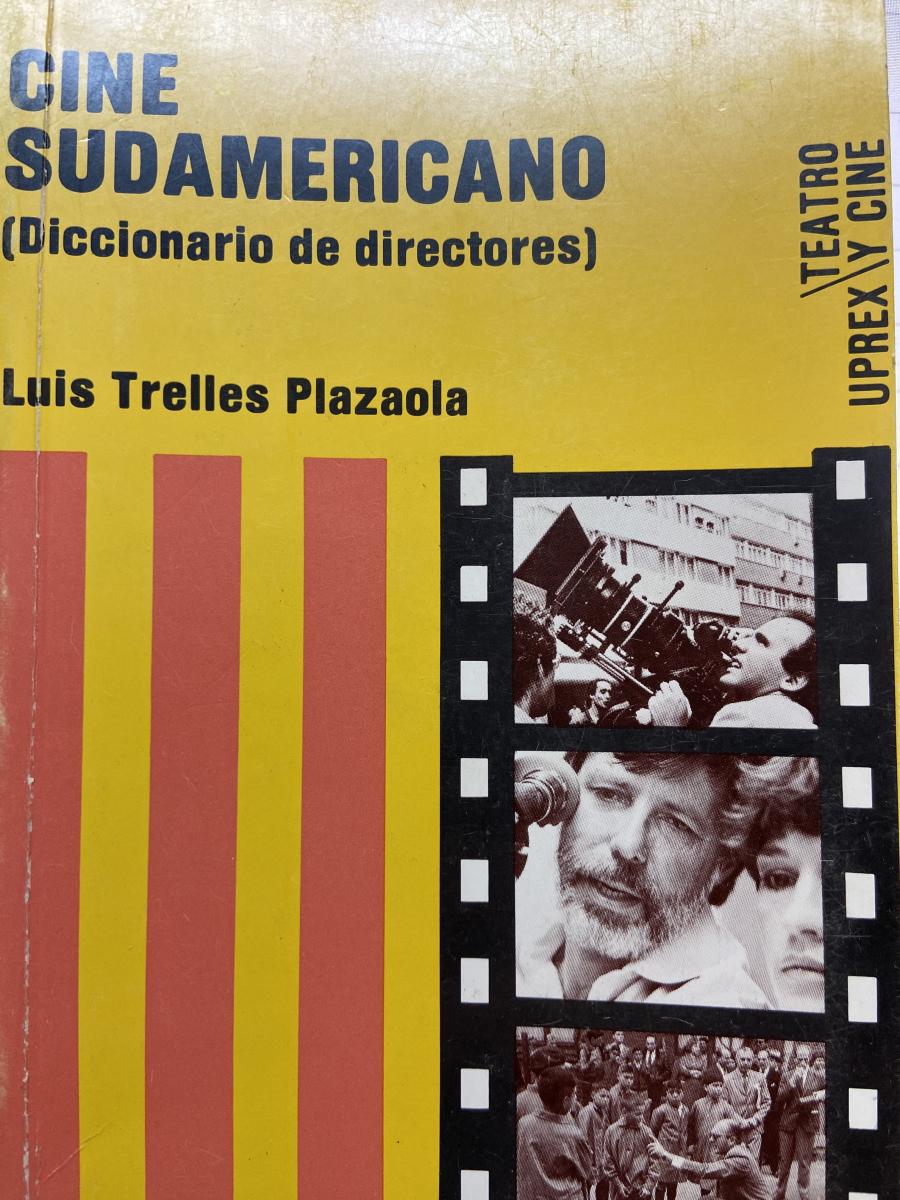 CINE
SUDAMERICANO
(Diccionario de directores)
Luis Trelles Plazaola
UPREX \TEATRO
\Y CINE